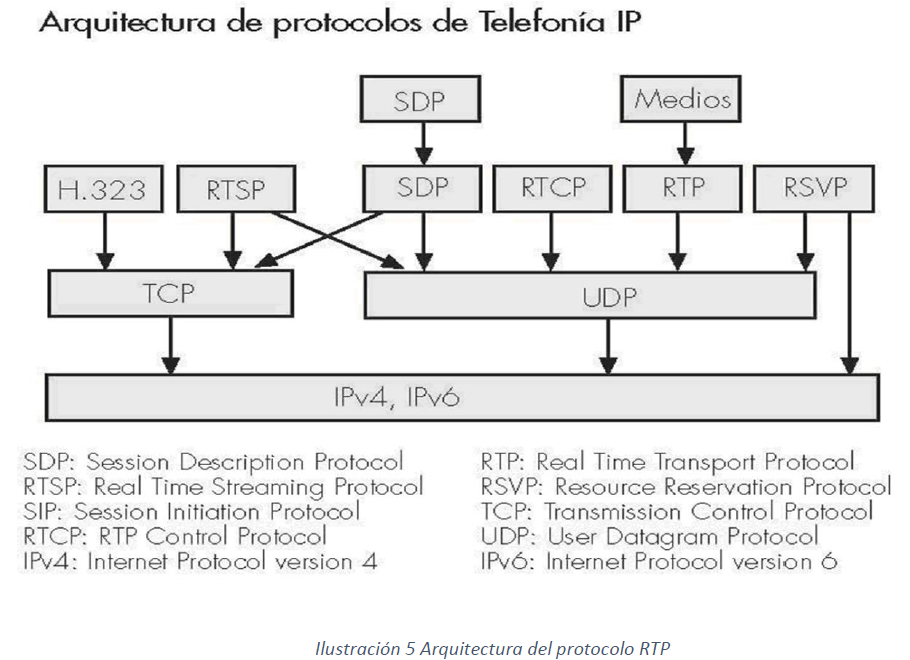 Arquitectura de protocolos de Telefonía IP
SDP
Medios
H.323
RTSP
SDP
RTCP
RTP
RSVP
TCP
UDP
IPv4, IPv6
SDP: Session Description Protocol
RTSP: Real Time Streaming Protocol
SIP: Session Initiation Protocol
RTCP: RTP Control Protocol
IPv4: Internet Protocol version 4
RTP: Real Time Transport Protocol
RSVP: Resource Reservation Protocol
TCP: Transmission Control Protocol
UDP: User Datagram Protocol
IPv6: Internet Protocol version 6
Ilustración 5 Arquitectura del protocolo RTP